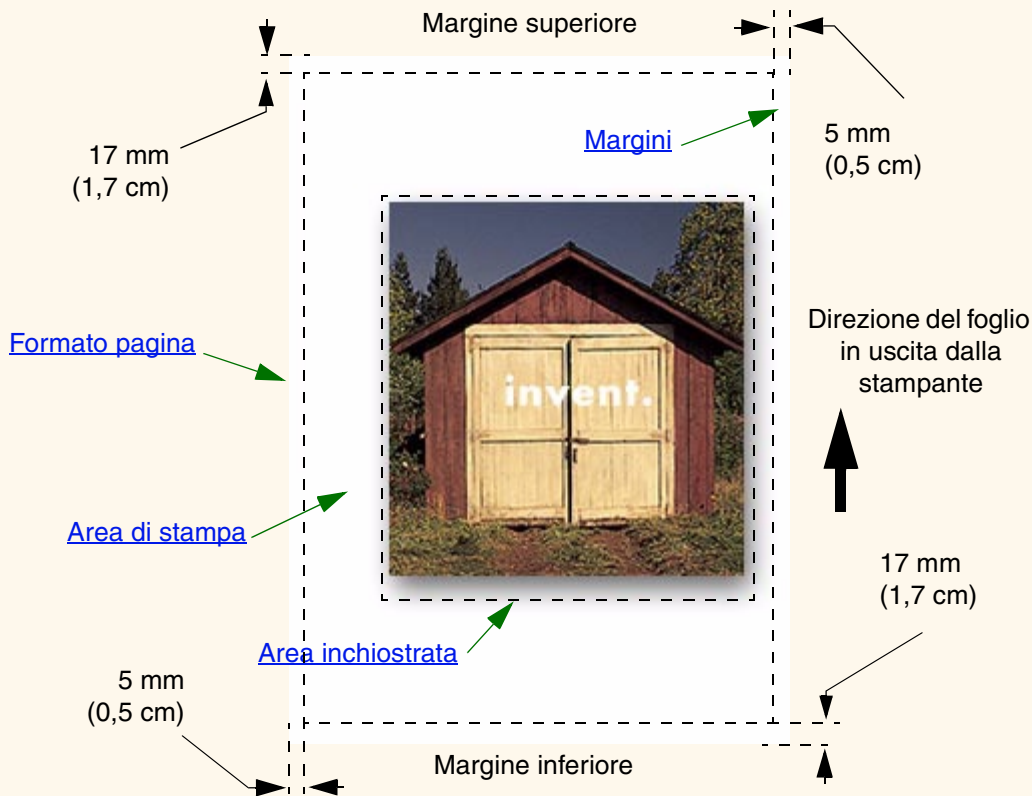 Margine superiore
Margini
5 mm
(0,5 cm)
17 mm
(1,7 cm)
Formato pagina
invent.
Direzione del foglio
in uscita dalla
stampante
Area di stampa
17 mm
(1,7 cm)
Area inchiostrata
5 mm
(0,5 cm)
Margine inferiore